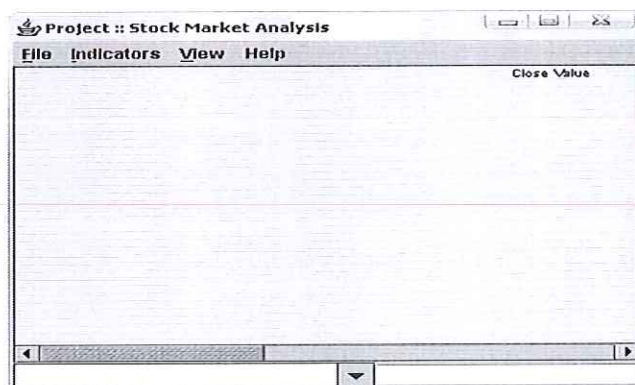 Project :: Stock Market Analysis
File Indicators View Help
Close Value